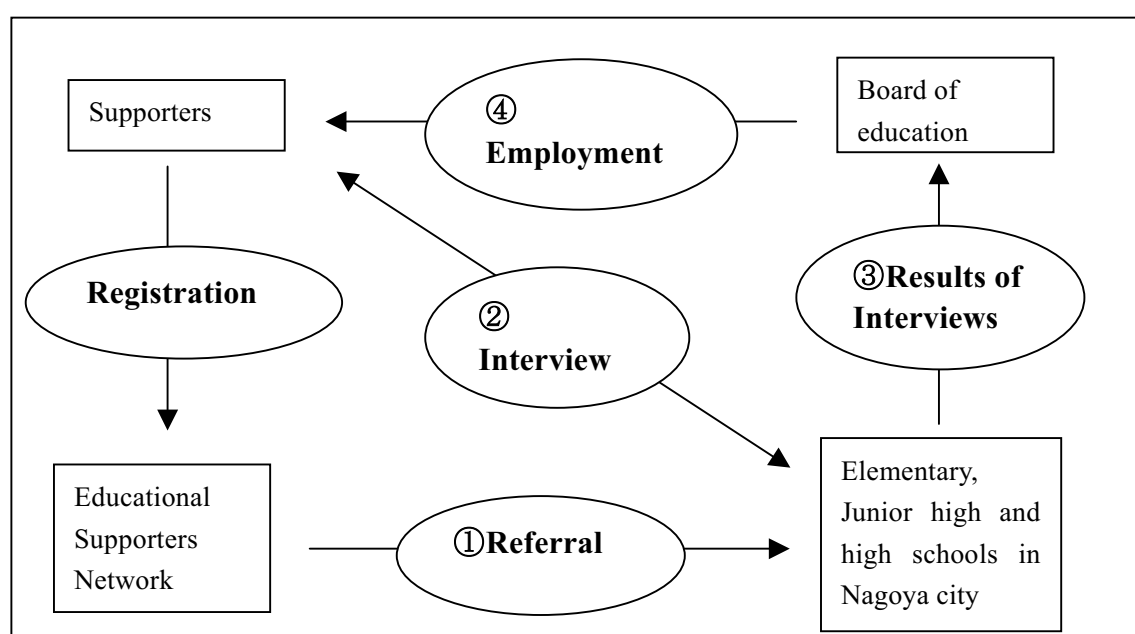 Supporters
④
Employment
Board of
education
Registration
②
Interview
③Results of
Interviews
Educational
Supporters
Network
①Referral
Elementary,
Junior high and
high schools in
Nagoya city